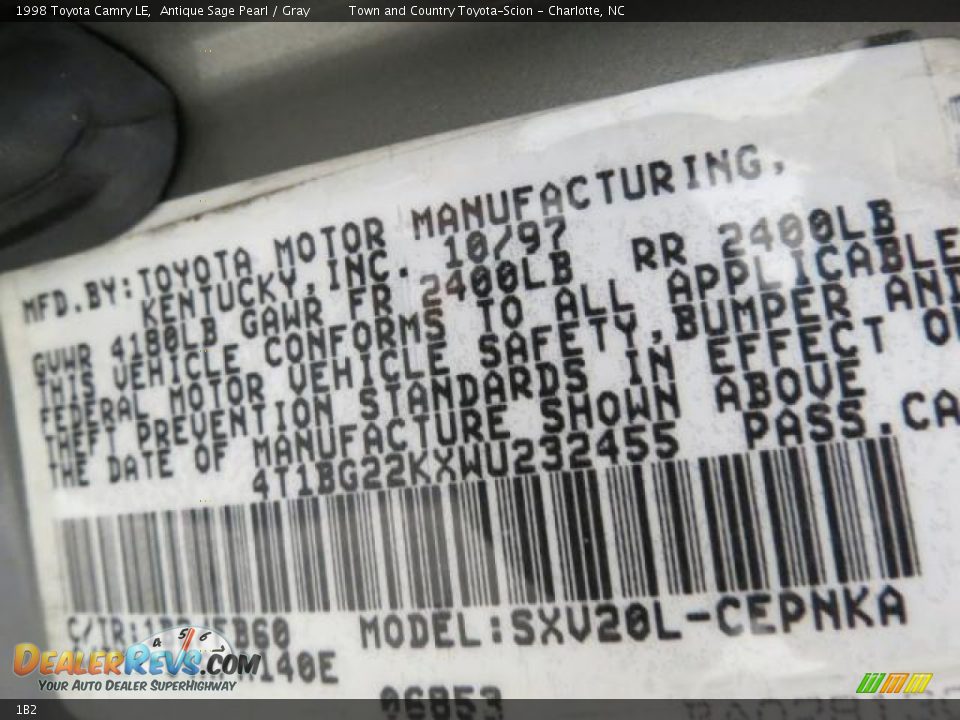 1998 Toyota Camry LE, Antique Sage Pearl / Gray Town and Country Toyota-Scion - Charlotte, NC
MFD.BY:TOYOTA MOTOR MANUFACTURING,
KENTUCKY,INC. 10/97
GVWR 4180LB GAWR FR 2400LB RR 2400LB
THIS VEHICLE CONFORMS TO ALL APPLICABLE
FEDERAL MOTOR VEHICLE SAFETY,BUMPER AND
THEFT PREVENTION STANDARDS IN EFFECT
THE DATE OF MANUFACTURE SHOWN ABOVE
4T1BG22KXWU232455 PASS.CA
C/TR: MODEL:SXV20L-CEPNKA
140E
DEALERREVS.COM
YOUR AUTO DEALER SUPERHIGHWAY
06853
1B2